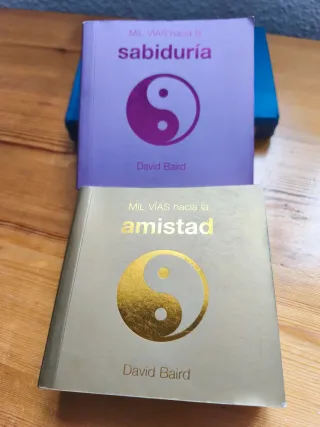 MIL VÍAS hacia la
sabiduría
David Baird
MIL VÍAS hacia la
amistad
David Baird